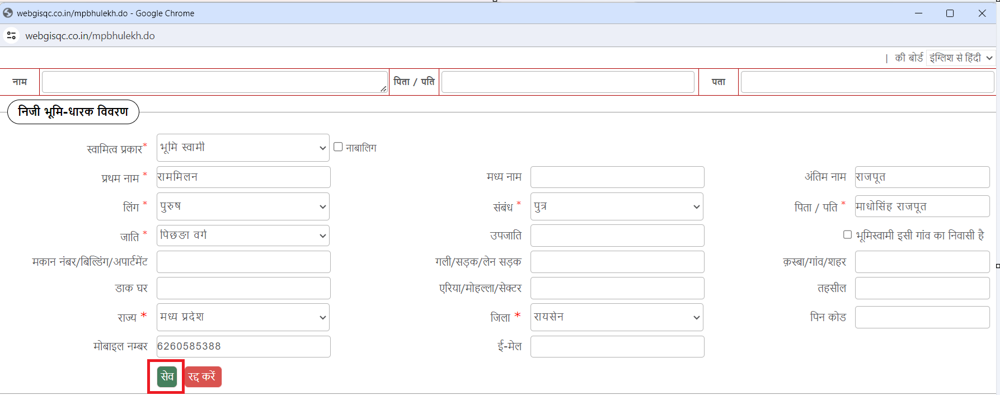 webgisqc.co.in/mpbhulekh.do - Google Chrome
webgisqc.co.in/mpbhulekh.do
| की बोर्ड इंग्लिश से हिंदी
नाम पिता / पति पता
निजी भूमि-धारक विवरण
स्वामित्व प्रकार* भूमि स्वामी नाबालिग
प्रथम नाम * राममिलन मध्य नाम अंतिम नाम राजपूत
लिंग * पुरुष संबंध * पुत्र पिता / पति * माधोसिंह राजपूत
जाति * पिछङा वर्ग उपजाति भूमिस्वामी इसी गांव का निवासी है
मकान नंबर/बिल्डिंग/अपार्टमेंट गली/सड़क/लेन सड़क क़स्बा/गांव/शहर
डाक घर एरिया/मोहल्ला/सेक्टर तहसील
राज्य * मध्य प्रदेश जिला * रायसेन पिन कोड
मोबाइल नम्बर 6260585388 ई-मेल
सेव रद्द करें